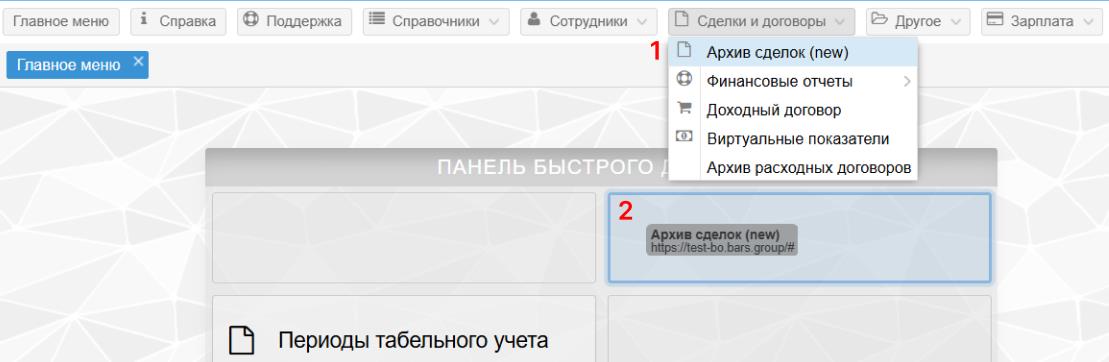 Главное меню
Справка
Поддержка
Справочники
Сотрудники
Сделки и договоры
Другое
Зарплата
Главное меню ×
1
Архив сделок (new)
Финансовые отчеты
Доходный договор
Виртуальные показатели
Архив расходных договоров
ПАНЕЛЬ БЫСТРОГО
2
Архив сделок (new)
https://test-bo.bars.group/#
Периоды табельного учета